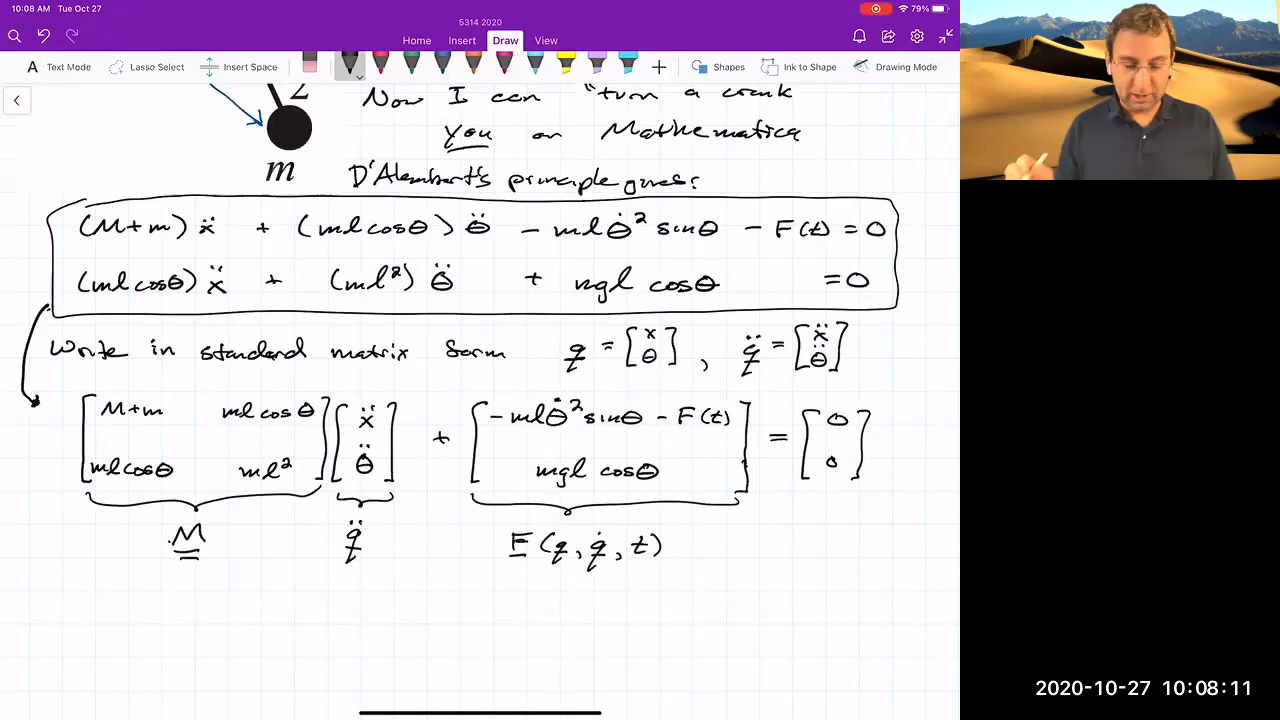 10:08 AM Tue Oct 27
79%
5314 2020
Home Insert Draw View
Text Mode Lasso Select Insert Space Shapes Ink to Shape Drawing Mode
Now I can "turn a crank
you or Mathematica
m
D'Alembert's principle gives:
(M+m) ẍ + (ml cosθ) θ̈ - mlθ̇² sinθ - F(t) = 0
(ml cosθ) ẍ + (ml²) θ̈ + mgl cosθ = 0
Write in standard matrix form q = [x θ], q̈ = [ẍ θ̈]
[M+m ml cosθ] [ẍ] + [-mlθ̇² sinθ - F(t)] = [0]
[ml cosθ ml²] [θ̈] [mgl cosθ] [0]
M q̈ F(q, q̇, t)
2020-10-27 10:08:11